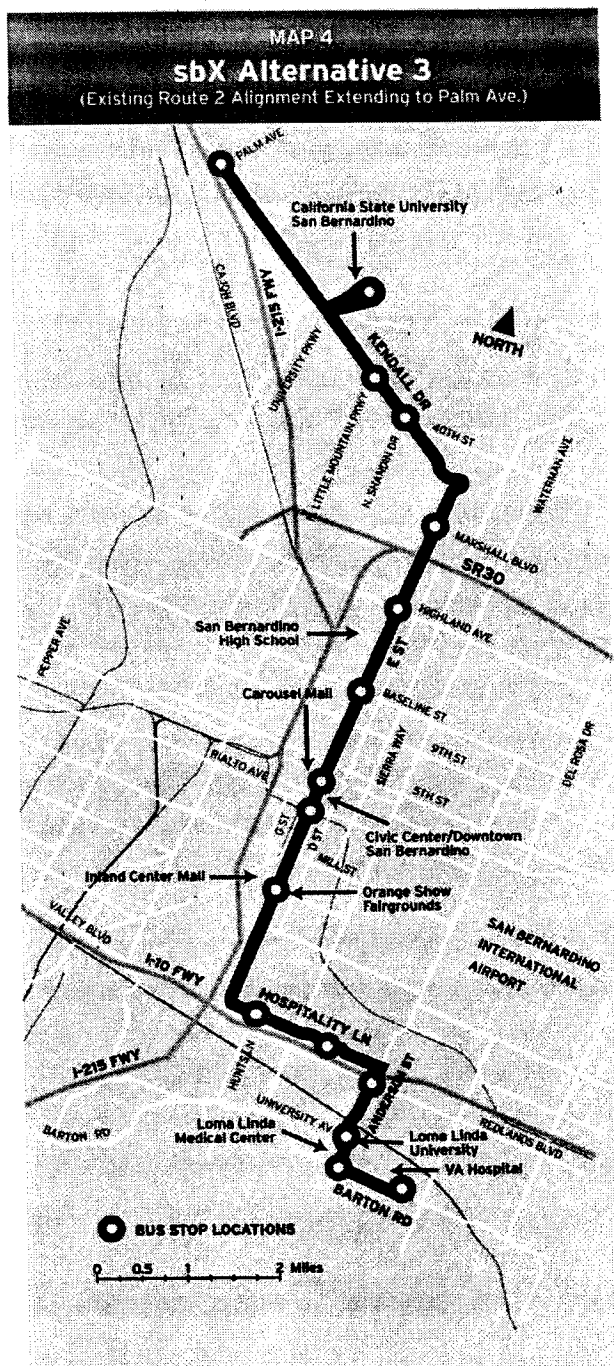 MAP 4
sbX Alternative 3
(Existing Route 2 Alignment Extending to Palm Ave.)
PALM AVE.
California State University
San Bernardino
CAJON BLVD
I-215 FWY
NORTH
UNIVERSITY PKWY
KENDALL DR
LITTLE MOUNTAIN PKWY
N. SHANDIN DR
40TH ST
WATERMAN AVE
MARSHALL BLVD
SR30
HIGHLAND AVE.
San Bernardino
High School
E ST
PEPPER AVE
Carousel Mall
BASELINE ST
SIERRA WAY
9TH ST
DEL ROSA DR
RIALTO AVE
5TH ST
G ST
D ST
Civic Center/Downtown
San Bernardino
MILL ST
Inland Center Mall
Orange Show
Fairgrounds
VALLEY BLVD
SAN BERNARDINO
INTERNATIONAL
AIRPORT
I-10 FWY
HOSPITALITY LN
I-215 FWY
HUNTS LN
ANDERSON ST
UNIVERSITY AV
REDLANDS BLVD
BARTON RD
Loma Linda
Medical Center
Loma Linda
University
VA Hospital
BARTON RD
BUS STOP LOCATIONS
0 0.5 1 2 Miles